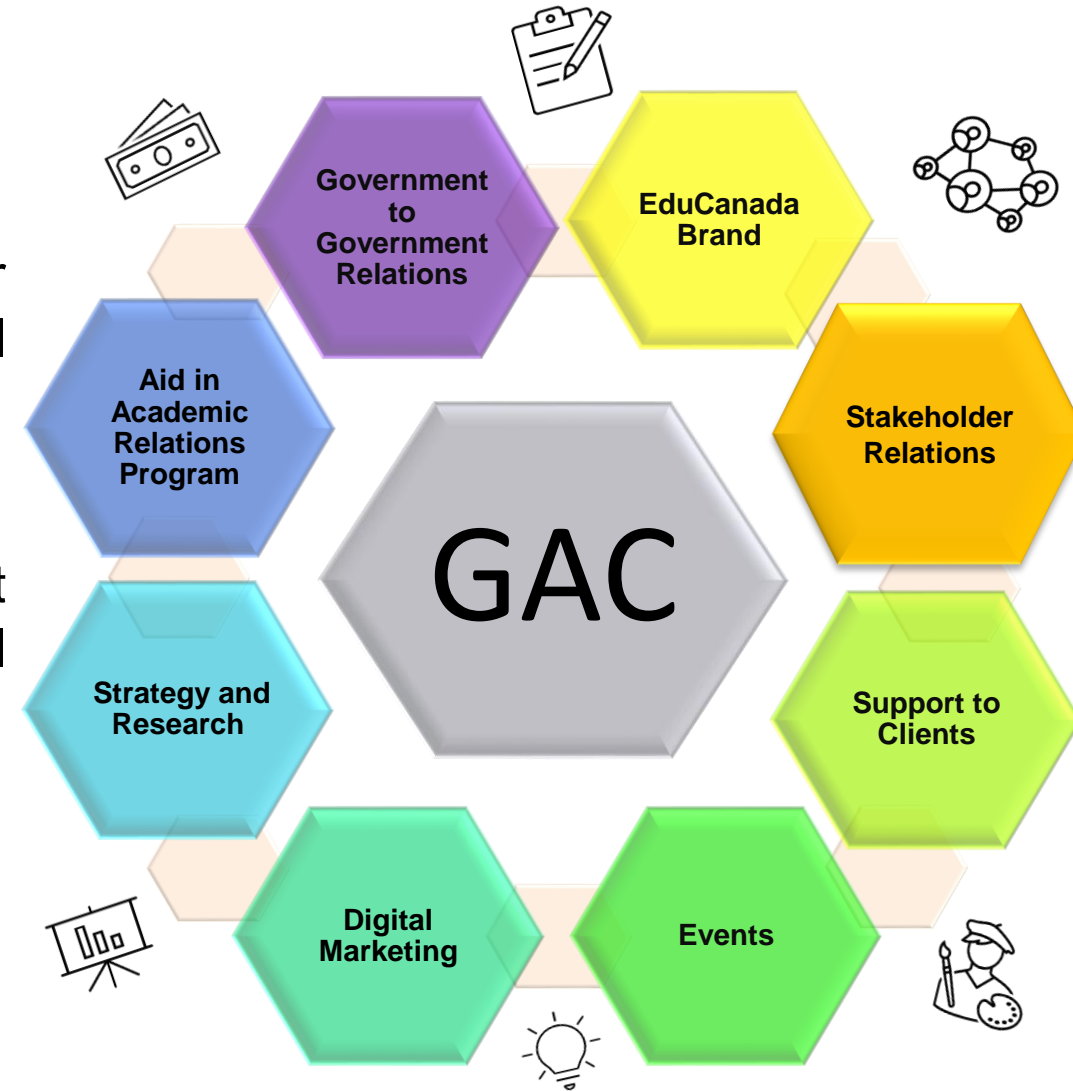 Government
to
Government
Relations
EduCanada
Brand
Stakeholder
Relations
Support to
Clients
Events
Digital
Marketing
Strategy and
Research
Aid in
Academic
Relations
Program
GAC